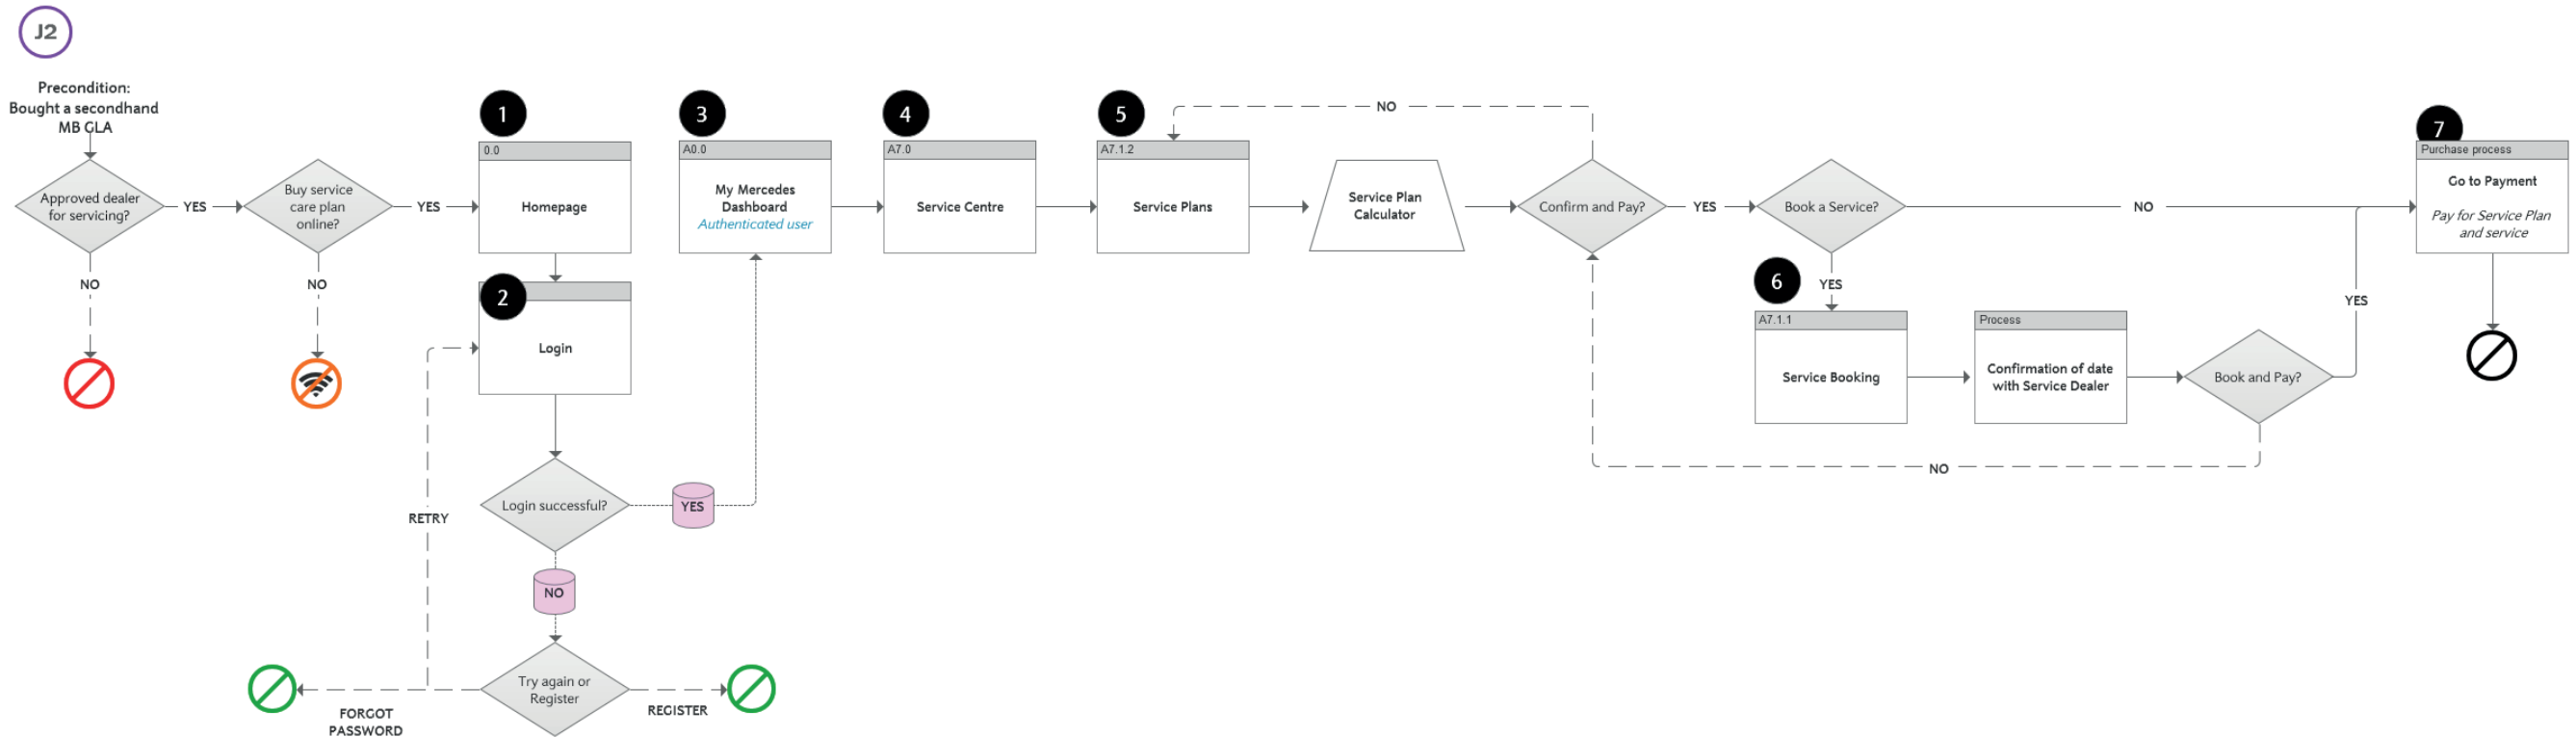 J2
Precondition:
Bought a secondhand
MB GLA
Approved dealer
for servicing?
YES
NO
Buy service
care plan
online?
YES
NO
1
0.0
Homepage
2
Login
Login successful?
YES
NO
Try again or
Register
RETRY
FORGOT
PASSWORD
REGISTER
3
A0.0
My Mercedes
Dashboard
Authenticated user
4
A7.0
Service Centre
5
A7.1.2
Service Plans
Service Plan
Calculator
NO
Confirm and Pay?
YES
Book a Service?
NO
YES
6
A7.1.1
Service Booking
Process
Confirmation of date
with Service Dealer
Book and Pay?
YES
NO
7
Purchase process
Go to Payment
Pay for Service Plan
and service